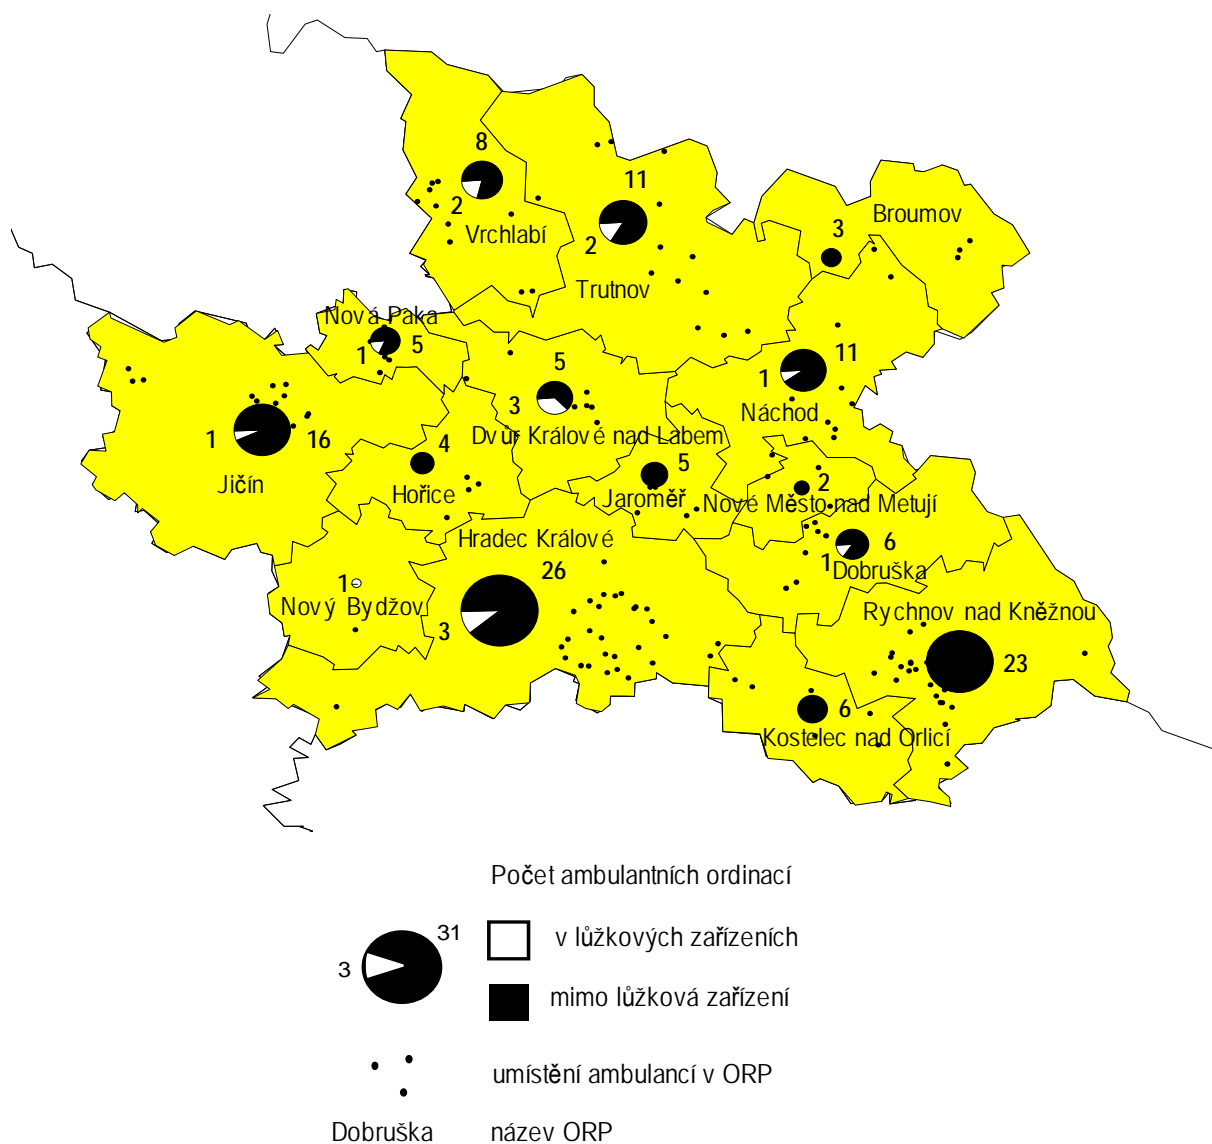 8
2
Vrchlabí
11
2
Trutnov
3
Broumov
Nová Paka
1
5
5
3
Dvůr Králové nad Labem
11
1
Náchod
1
16
Jičín
4
Hořice
5
Jaroměř
2
Nové Město nad Metují
Hradec Králové
26
3
1
Nový Bydžov
6
1
Dobruška
Rychnov nad Kněžnou
23
6
Kostelec nad Orlicí
Počet ambulantních ordinací
31
3
v lůžkových zařízeních
mimo lůžková zařízení
umístění ambulancí v ORP
Dobruška název ORP